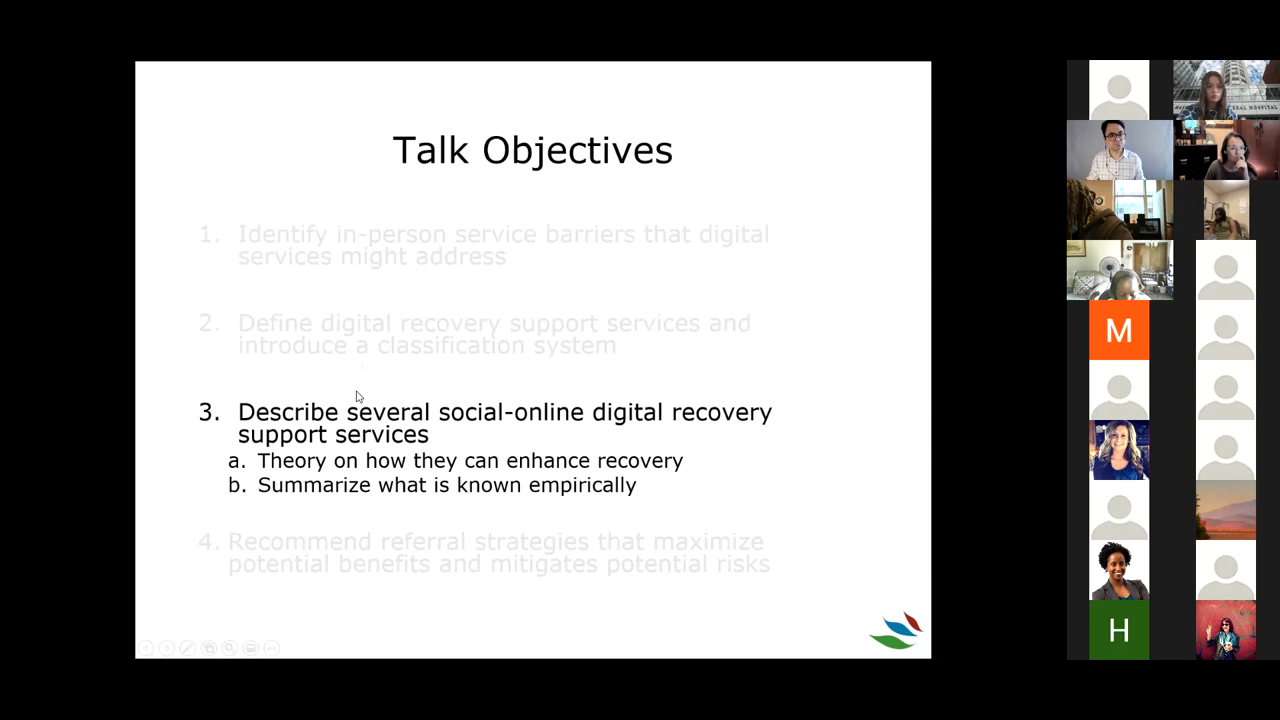 Talk Objectives
1. Identify in-person service barriers that digital
services might address
2. Define digital recovery support services and
introduce a classification system
3. Describe several social-online digital recovery
support services
a. Theory on how they can enhance recovery
b. Summarize what is known empirically
4. Recommend referral strategies that maximize
potential benefits and mitigates potential risks
ERAL HOSPITAL
M
H